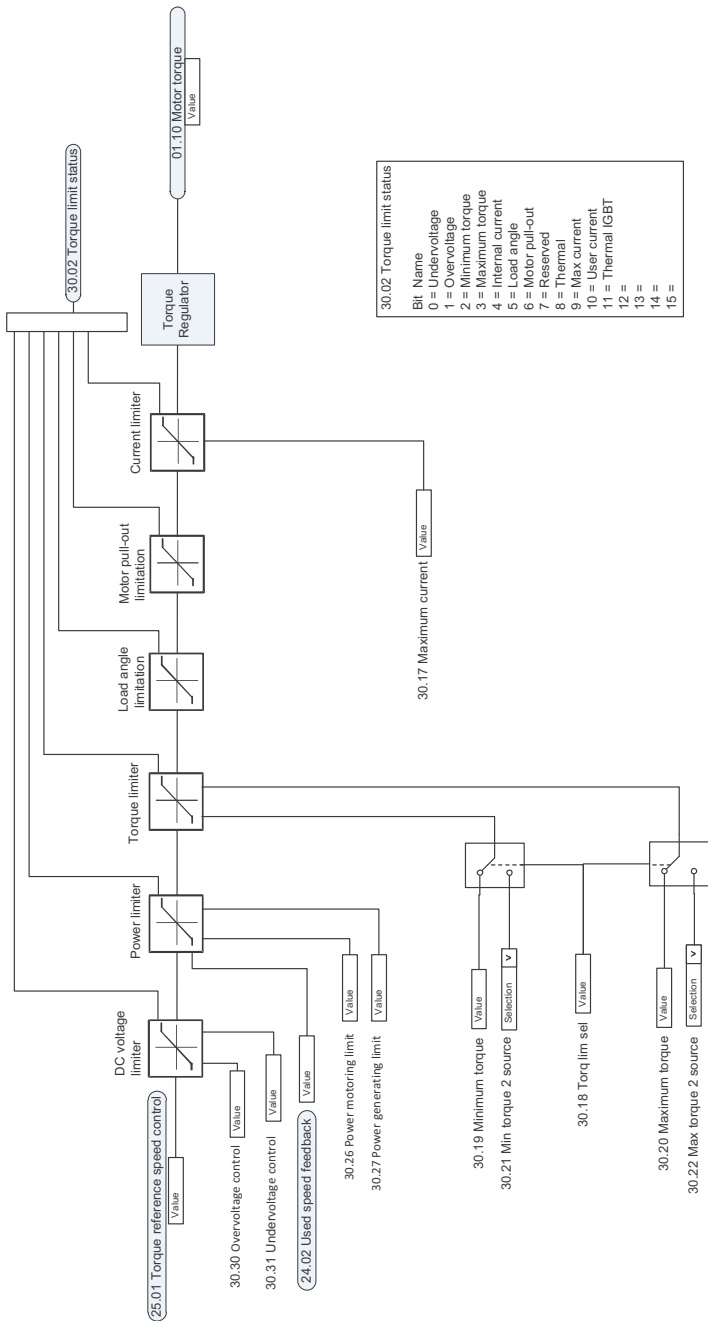 25.01 Torque reference speed control
Value
30.30 Overvoltage control
Value
30.31 Undervoltage control
Value
24.02 Used speed feedback
Value
30.26 Power motoring limit
Value
30.27 Power generating limit
Value
30.19 Minimum torque
Value
30.21 Min torque 2 source
Selection
v
30.18 Torq lim sel
Value
30.20 Maximum torque
Value
30.22 Max torque 2 source
Selection
v
DC voltage
limiter
Power limiter
Torque limiter
Load angle
limitation
Motor pull-out
limitation
Current limiter
30.17 Maximum current
Value
Torque
Regulator
30.02 Torque limit status
01.10 Motor torque
Value
30.02 Torque limit status
Bit Name
0 = Undervoltage
1 = Overvoltage
2 = Minimum torque
3 = Maximum torque
4 = Internal current
5 = Load angle
6 = Motor pull-out
7 = Reserved
8 = Thermal
9 = Max current
10 = User current
11 = Thermal IGBT
12 =
13 =
14 =
15 =